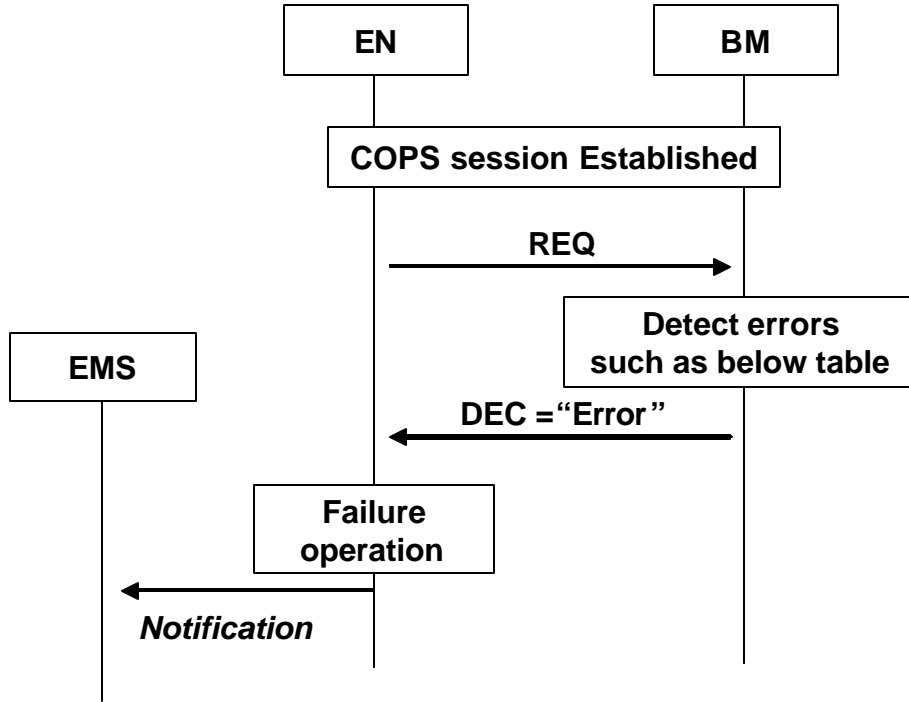 EN
BM
COPS session Established
REQ
Detect errors
such as below table
EMS
DEC =“Error”
Failure
operation
Notification